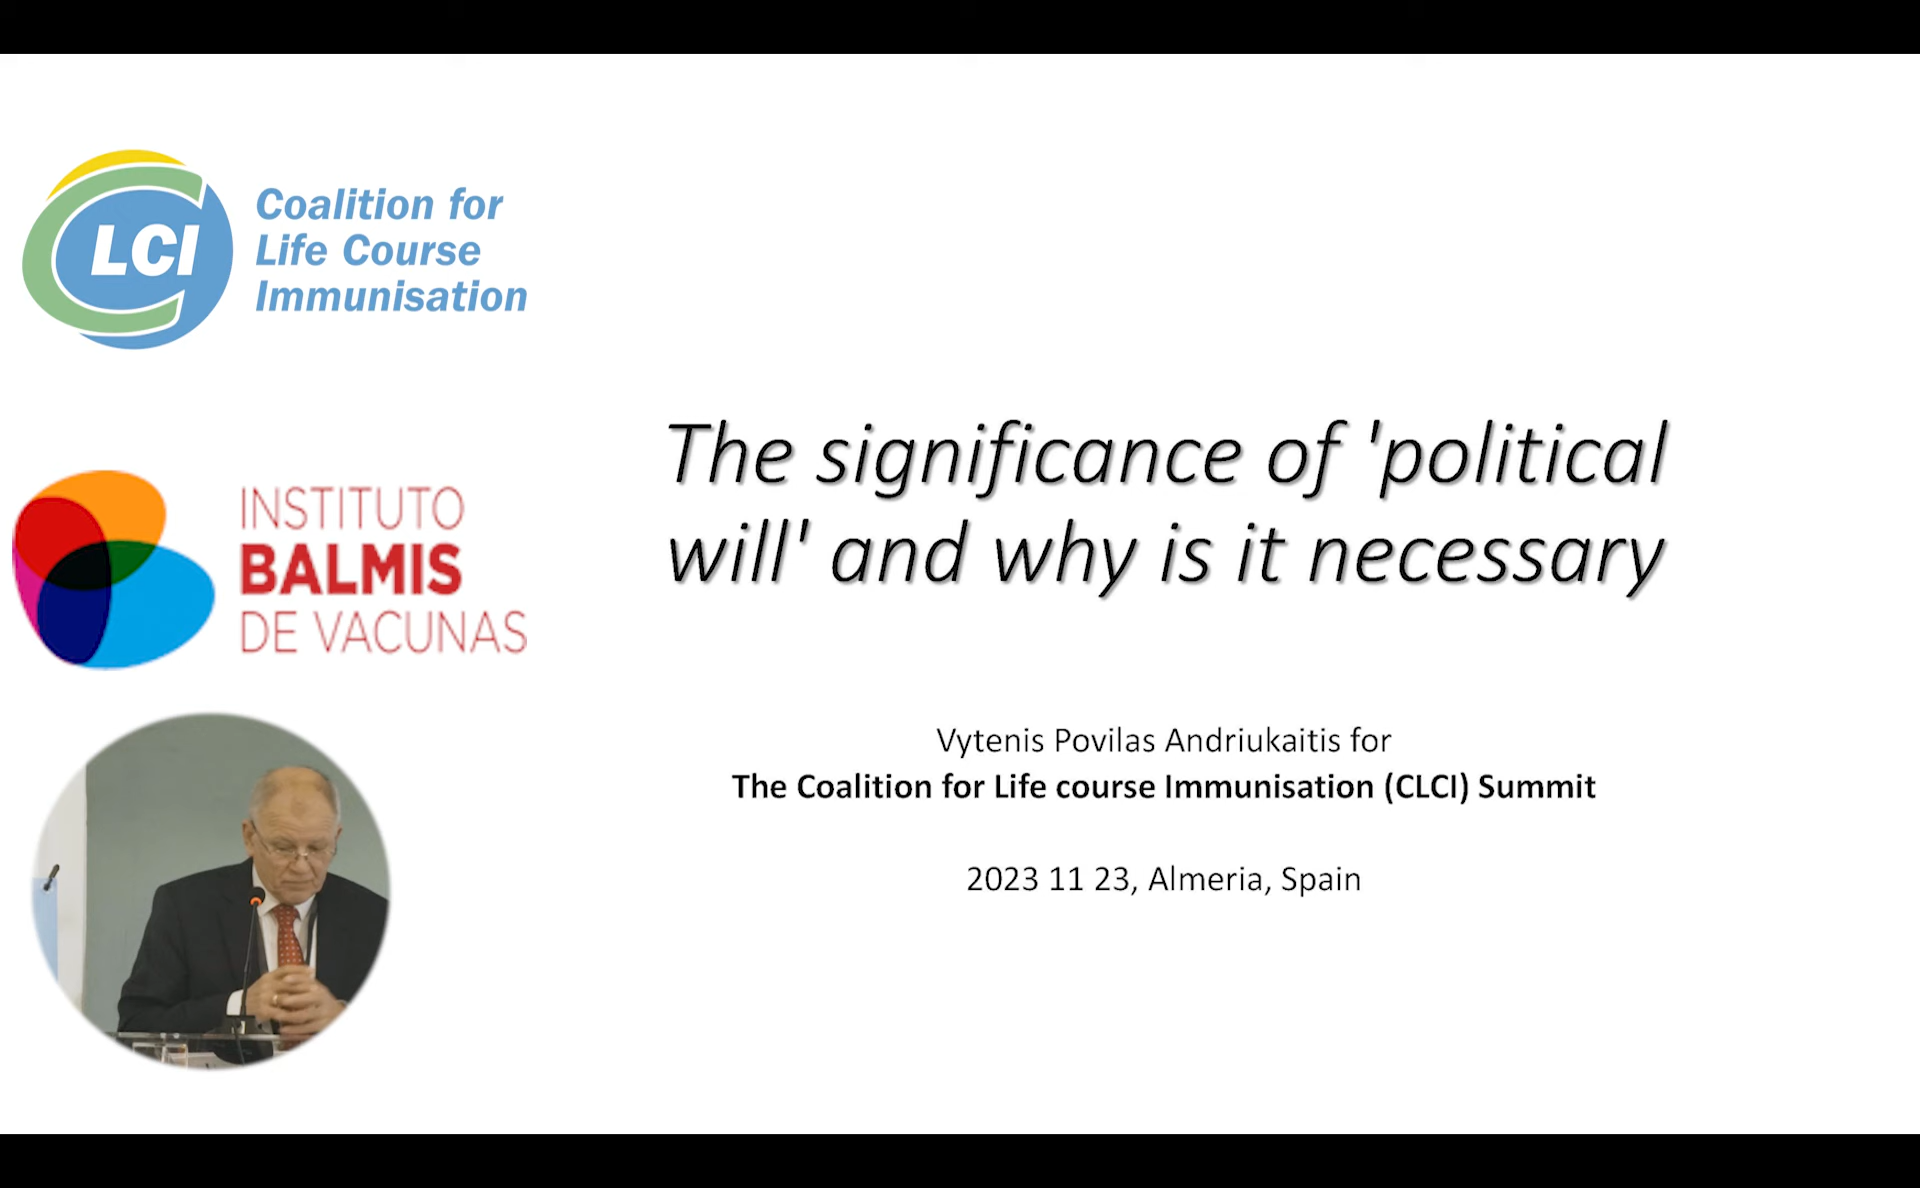 LCI
Coalition for
Life Course
Immunisation
INSTITUTO
BALMIS
DE VACUNAS
The significance of 'political
will' and why is it necessary
Vytenis Povilas Andriukaitis for
The Coalition for Life course Immunisation (CLCI) Summit
2023 11 23, Almeria, Spain